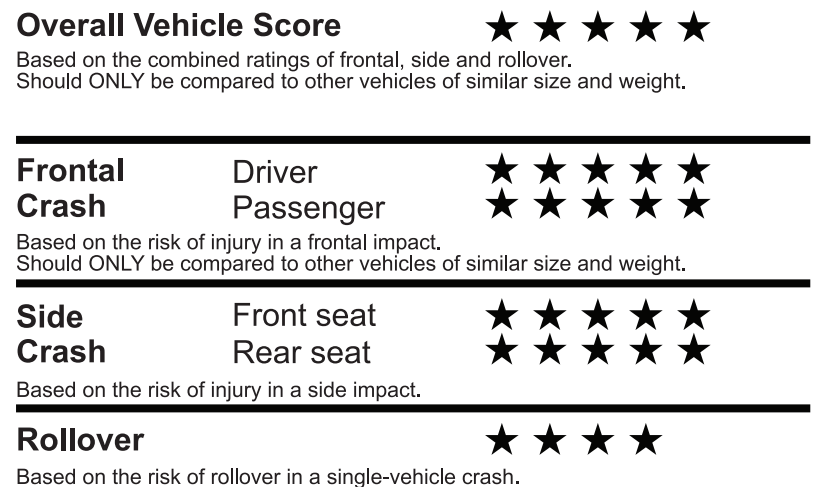 Overall Vehicle Score ★ ★ ★ ★ ★
Based on the combined ratings of frontal, side and rollover.
Should ONLY be compared to other vehicles of similar size and weight.
Frontal Driver ★ ★ ★ ★ ★
Crash Passenger ★ ★ ★ ★ ★
Based on the risk of injury in a frontal impact.
Should ONLY be compared to other vehicles of similar size and weight.
Side Front seat ★ ★ ★ ★ ★
Crash Rear seat ★ ★ ★ ★ ★
Based on the risk of injury in a side impact.
Rollover ★ ★ ★ ★
Based on the risk of rollover in a single-vehicle crash.